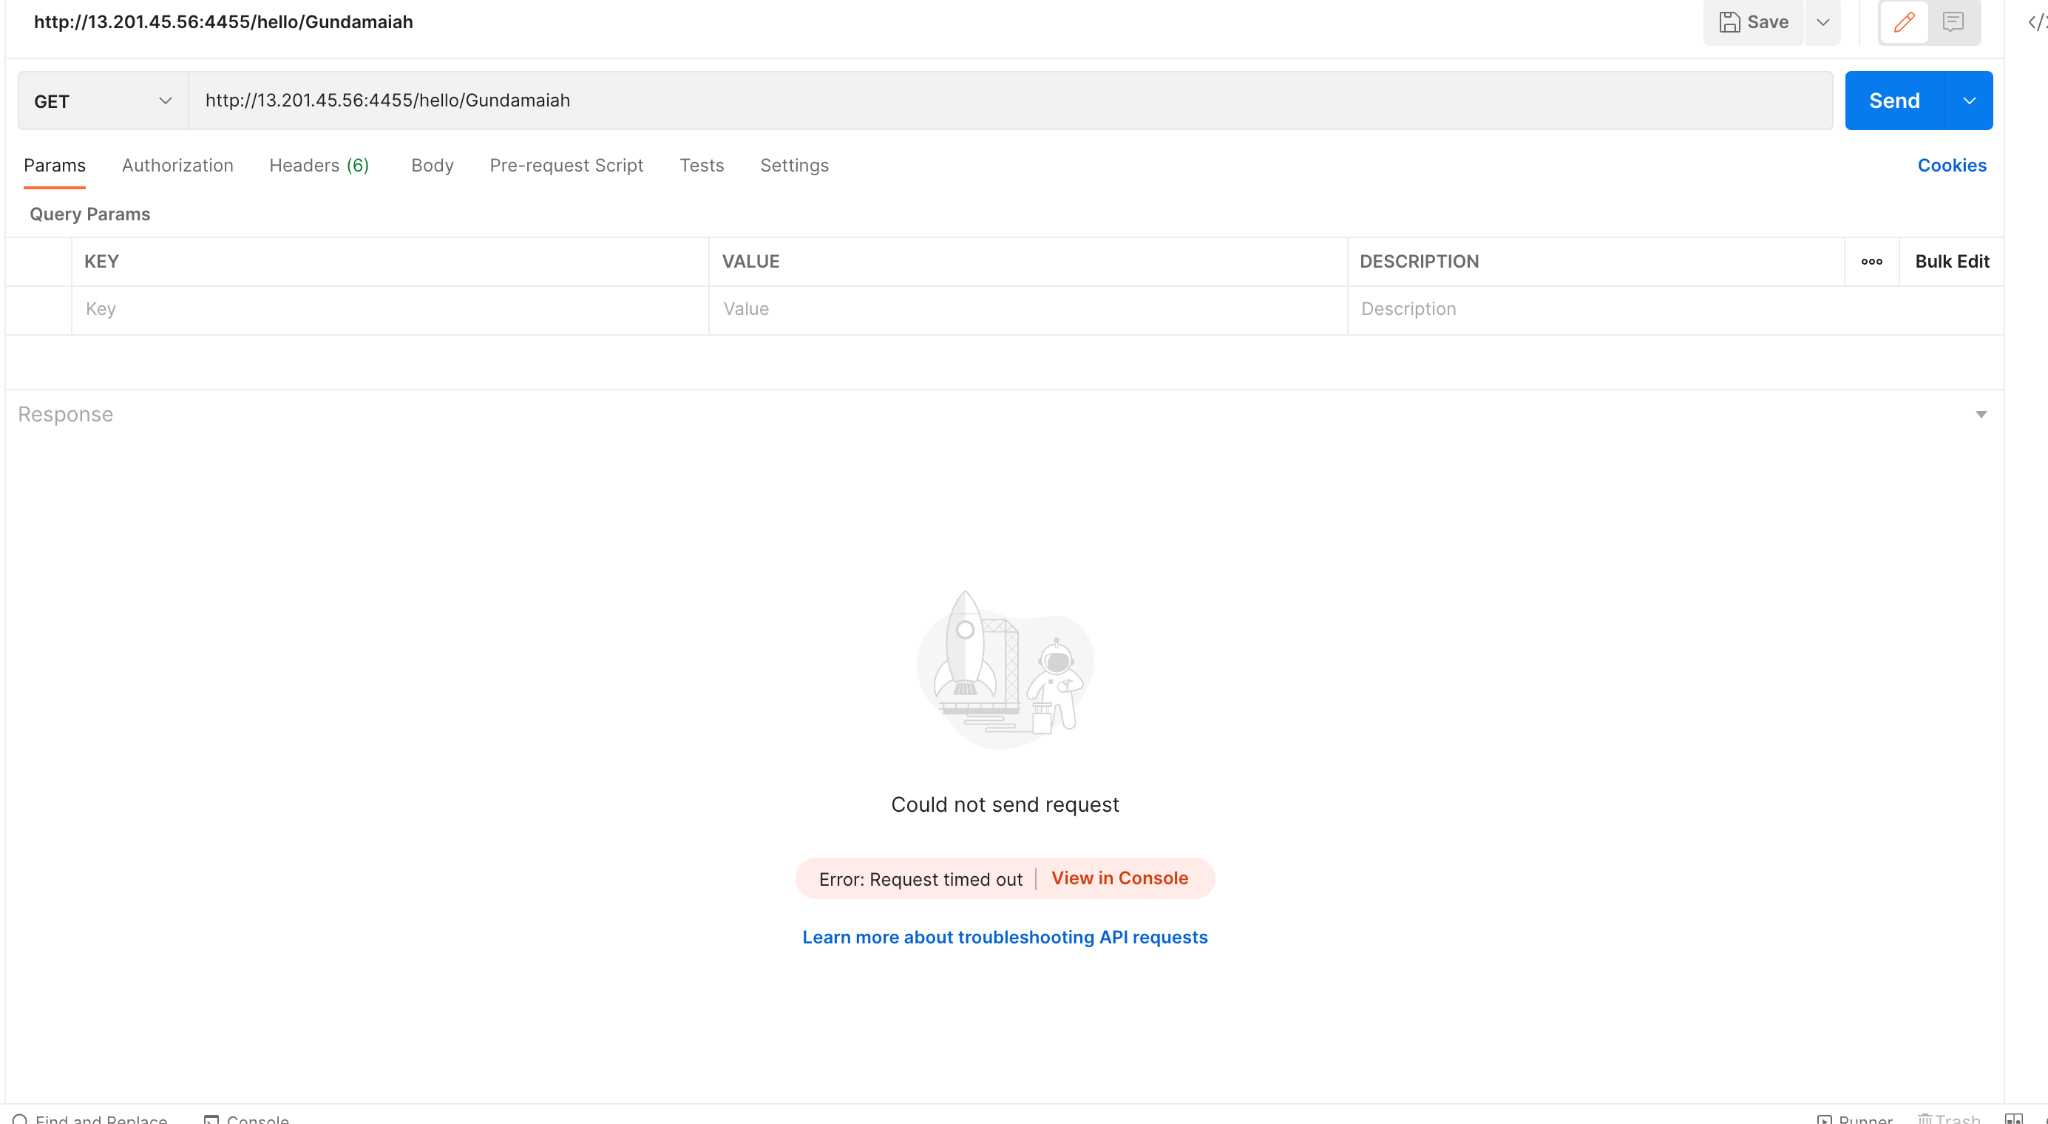 http://13.201.45.56:4455/hello/Gundamaiah
Save
GET
http://13.201.45.56:4455/hello/Gundamaiah
Send
Params Authorization Headers (6) Body Pre-request Script Tests Settings Cookies
Query Params
KEY VALUE DESCRIPTION Bulk Edit
Key Value Description
Response
Could not send request
Error: Request timed out View in Console
Learn more about troubleshooting API requests
Find and Replace Console Runner Trash